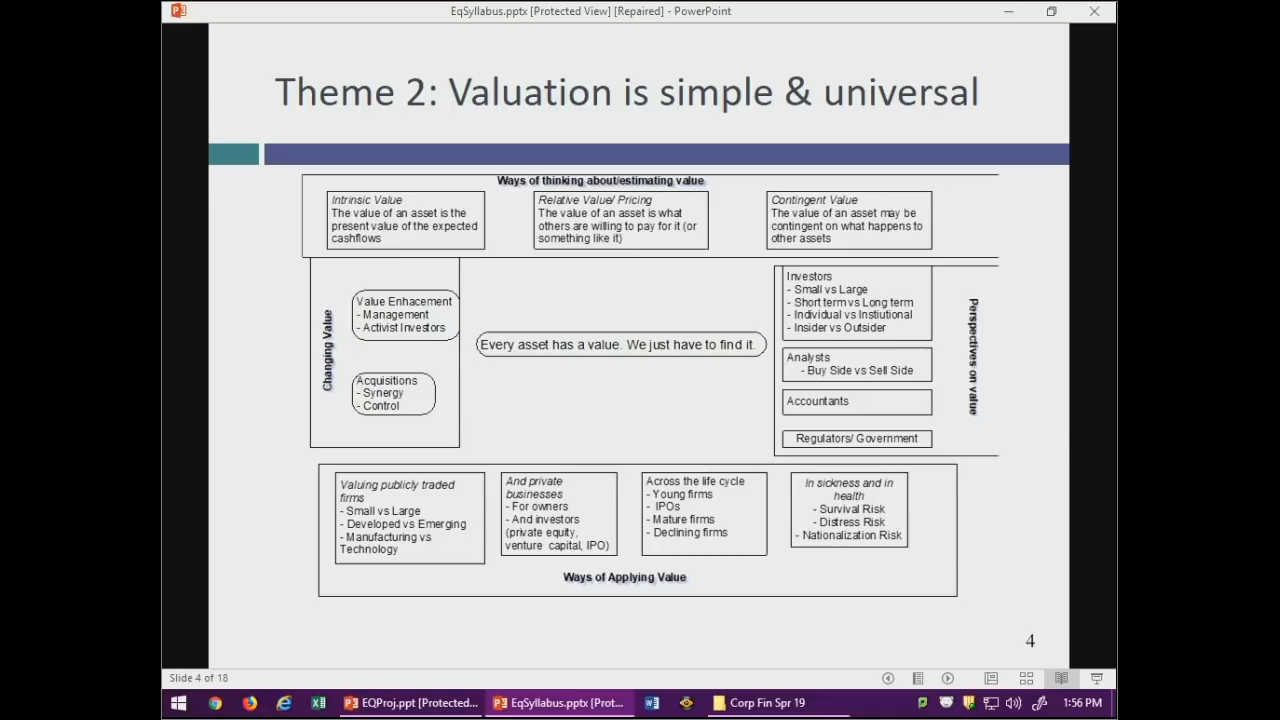 EqSyllabus.pptx [Protected View] [Repaired] - PowerPoint
Theme 2: Valuation is simple & universal
Ways of thinking about/estimating value
Intrinsic Value
The value of an asset is the
present value of the expected
cashflows
Relative Value/ Pricing
The value of an asset is what
others are willing to pay for it (or
something like it)
Contingent Value
The value of an asset may be
contingent on what happens to
other assets
Changing Value
Value Enhacement
- Management
- Activist Investors
Acquisitions
- Synergy
- Control
Every asset has a value. We just have to find it.
Investors
- Small vs Large
- Short term vs Long term
- Individual vs Instiutional
- Insider vs Outsider
Analysts
- Buy Side vs Sell Side
Accountants
Regulators/ Government
Perspectives on value
Valuing publicly traded
firms
- Small vs Large
- Developed vs Emerging
- Manufacturing vs
Technology
And private
businesses
- For owners
- And investors
(private equity,
venture capital, IPO)
Across the life cycle
- Young firms
- IPOs
- Mature firms
- Declining firms
In sickness and in
health
- Survival Risk
- Distress Risk
- Nationalization Risk
Ways of Applying Value
4
Slide 4 of 18
EQProj.ppt [Protected...
EqSyllabus.pptx [Prot...
Corp Fin Spr 19
1:56 PM